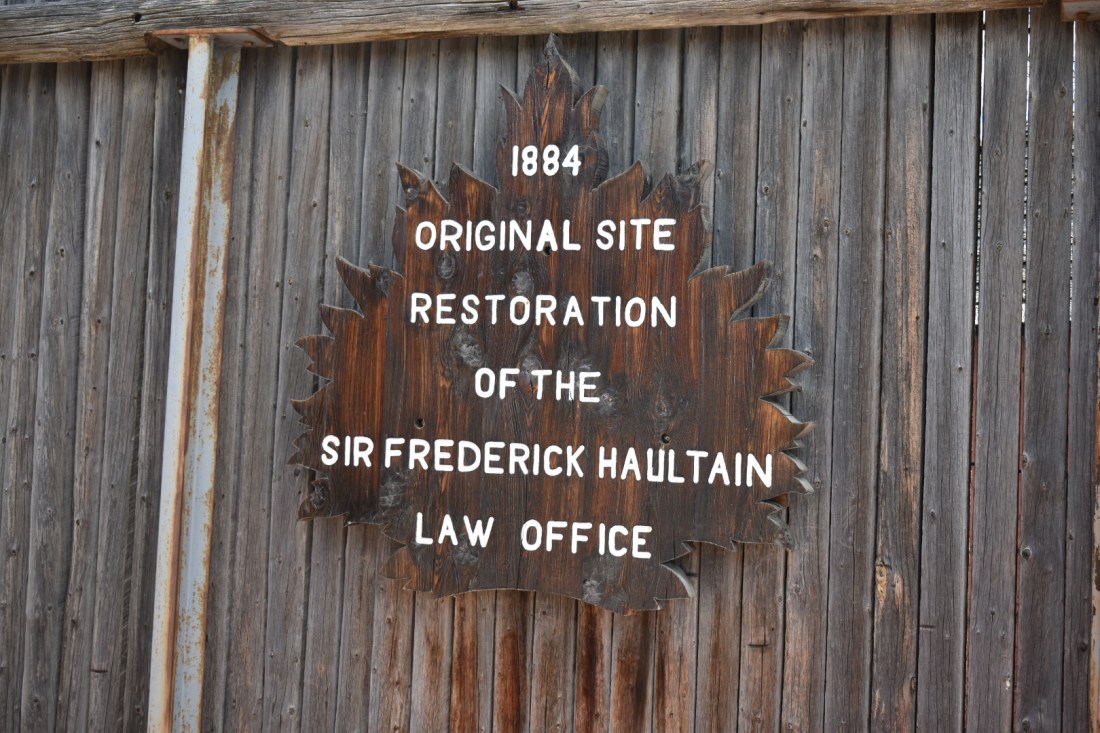 1884
ORIGINAL SITE
RESTORATION
OF THE
SIR FREDERICK HAULTAIN
LAW OFFICE